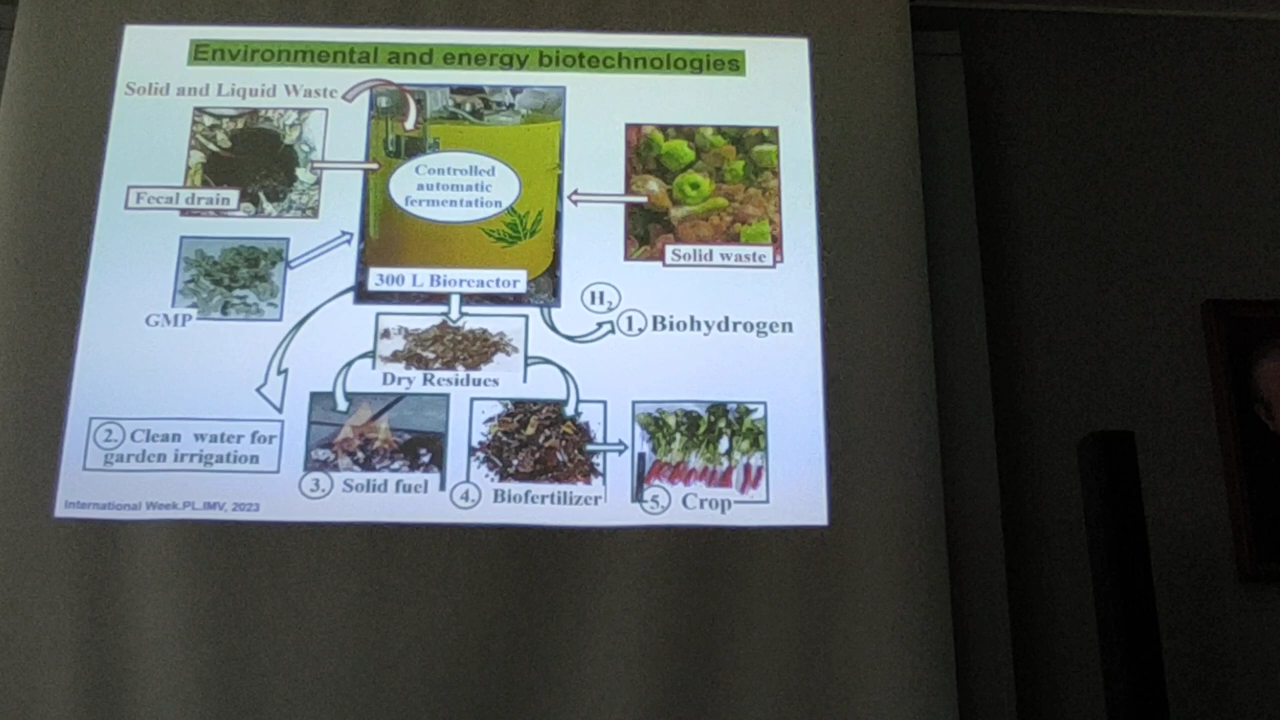 Environmental and energy biotechnologies
Solid and Liquid Waste
Controlled
automatic
fermentation
Fecal drain
Solid waste
300 L Bioreactor
GMP
H₂
1. Biohydrogen
Dry Residues
2. Clean water for
garden irrigation
3. Solid fuel
4. Biofertilizer
5. Crop
International Week.PL.IMV, 2023